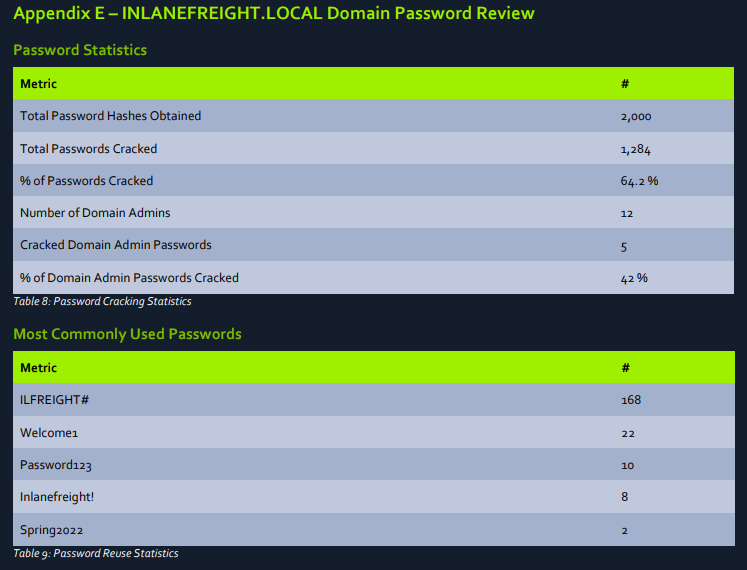 Appendix E – INLANEFREIGHT.LOCAL Domain Password Review
Password Statistics
Metric #
Total Password Hashes Obtained 2,000
Total Passwords Cracked 1,284
% of Passwords Cracked 64.2 %
Number of Domain Admins 12
Cracked Domain Admin Passwords 5
% of Domain Admin Passwords Cracked 42 %
Table 8: Password Cracking Statistics
Most Commonly Used Passwords
Metric #
ILFREIGHT# 168
Welcome1 22
Password123 10
Inlanefreight! 8
Spring2022 2
Table 9: Password Reuse Statistics